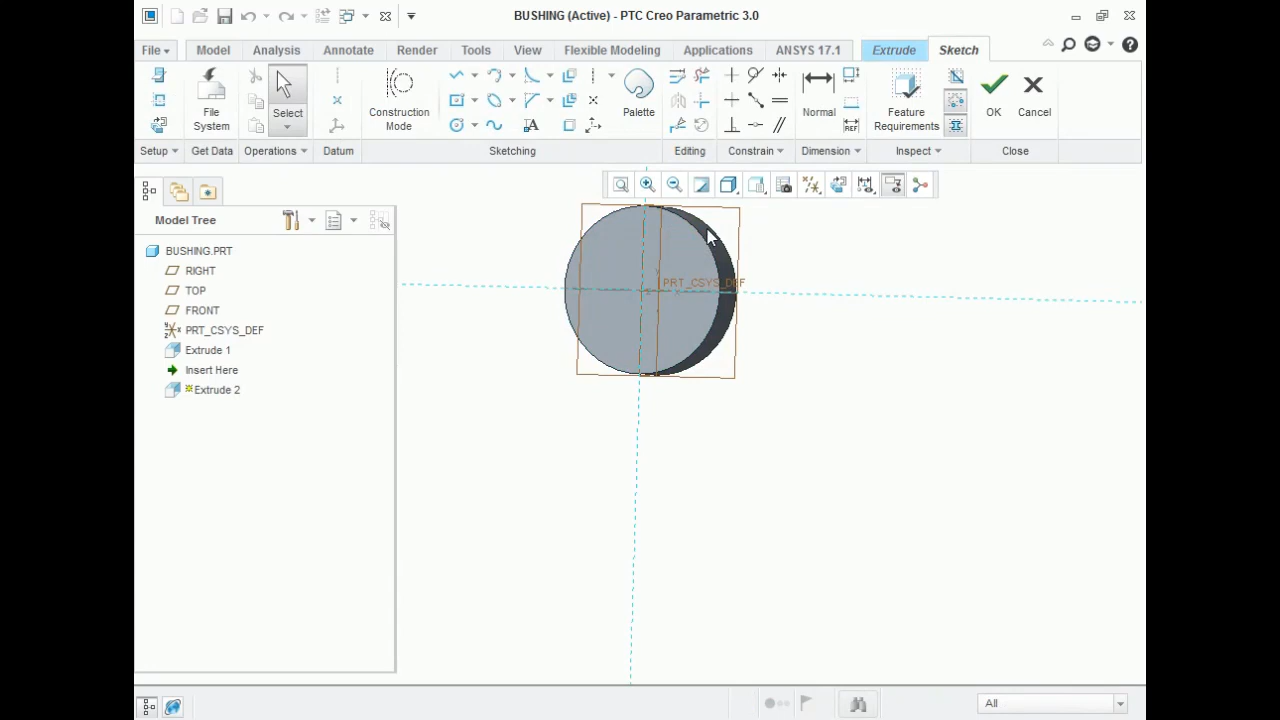 BUSHING (Active) - PTC Creo Parametric 3.0
File Model Analysis Annotate Render Tools View Flexible Modeling Applications ANSYS 17.1 Extrude Sketch
File System
Select
Construction Mode
Palette
Normal
REF
Feature Requirements
OK
Cancel
Setup Get Data Operations Datum Sketching Editing Constrain Dimension Inspect Close
Model Tree
BUSHING.PRT
RIGHT
TOP
FRONT
PRT_CSYS_DEF
Extrude 1
Insert Here
Extrude 2
PRT_CSYS_DEF
All